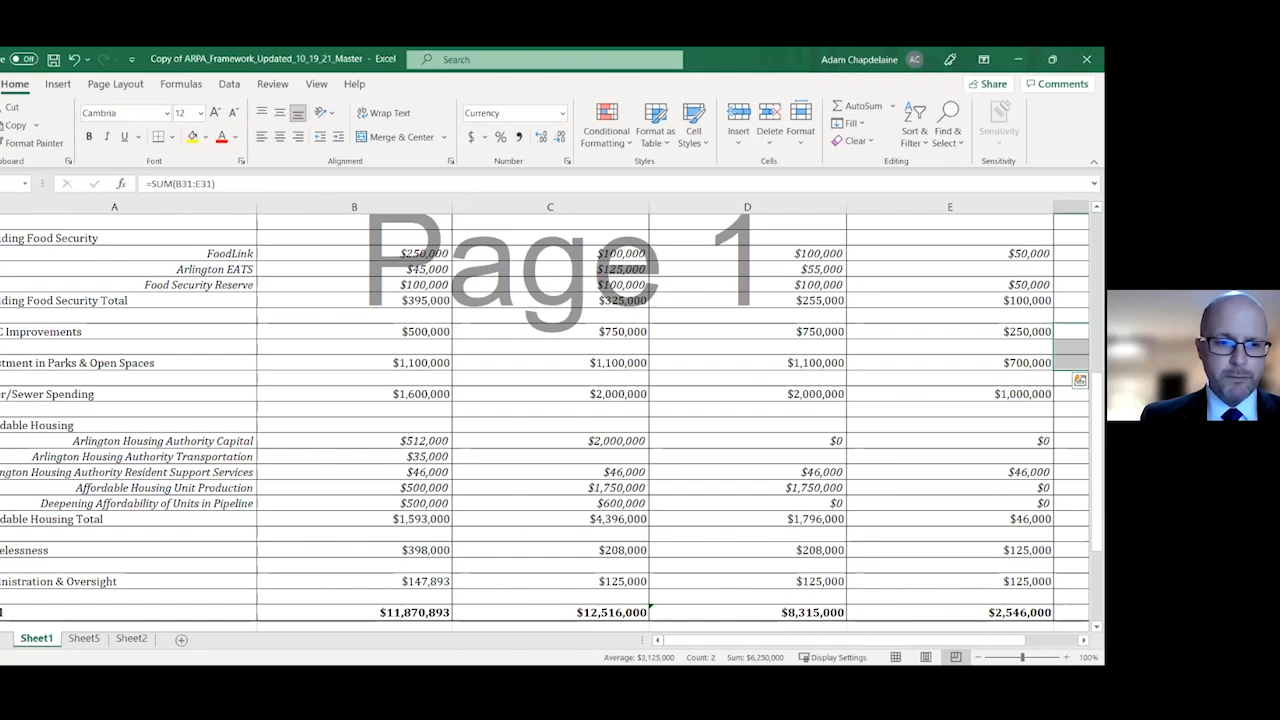 e Off Copy of ARPA_Framework_Updated_10_19_21_Master - Excel Search Adam Chapdelaine AC
Home Insert Page Layout Formulas Data Review View Help Share Comments
Cut
Copy
Format Painter
board
Cambria 12 A^ A˅
B I U A
Font
Wrap Text
Merge & Center
Alignment
Currency
$ % ,
Number
Conditional Formatting
Format as Table
Cell Styles
Styles
Insert Delete Format
Cells
AutoSum
Fill
Clear
Sort & Filter
Find & Select
Editing
Sensitivity
Sensitivity
fx =SUM(B31:E31)
A B C D E
Page 1
ding Food Security
FoodLink $250,000 $100,000 $100,000 $50,000
Arlington EATS $45,000 $125,000 $55,000
Food Security Reserve $100,000 $100,000 $100,000 $50,000
ding Food Security Total $395,000 $325,000 $255,000 $100,000
C Improvements $500,000 $750,000 $750,000 $250,000
stment in Parks & Open Spaces $1,100,000 $1,100,000 $1,100,000 $700,000
r/Sewer Spending $1,600,000 $2,000,000 $2,000,000 $1,000,000
dable Housing
Arlington Housing Authority Capital $512,000 $2,000,000 $0 $0
Arlington Housing Authority Transportation $35,000
ngton Housing Authority Resident Support Services $46,000 $46,000 $46,000 $46,000
Affordable Housing Unit Production $500,000 $1,750,000 $1,750,000 $0
Deepening Affordability of Units in Pipeline $500,000 $600,000 $0 $0
dable Housing Total $1,593,000 $4,396,000 $1,796,000 $46,000
elessness $398,000 $208,000 $208,000 $125,000
nistration & Oversight $147,893 $125,000 $125,000 $125,000
l $11,870,893 $12,516,000 $8,315,000 $2,546,000
Sheet1 Sheet5 Sheet2
Average: $3,125,000 Count: 2 Sum: $6,250,000 Display Settings 100%